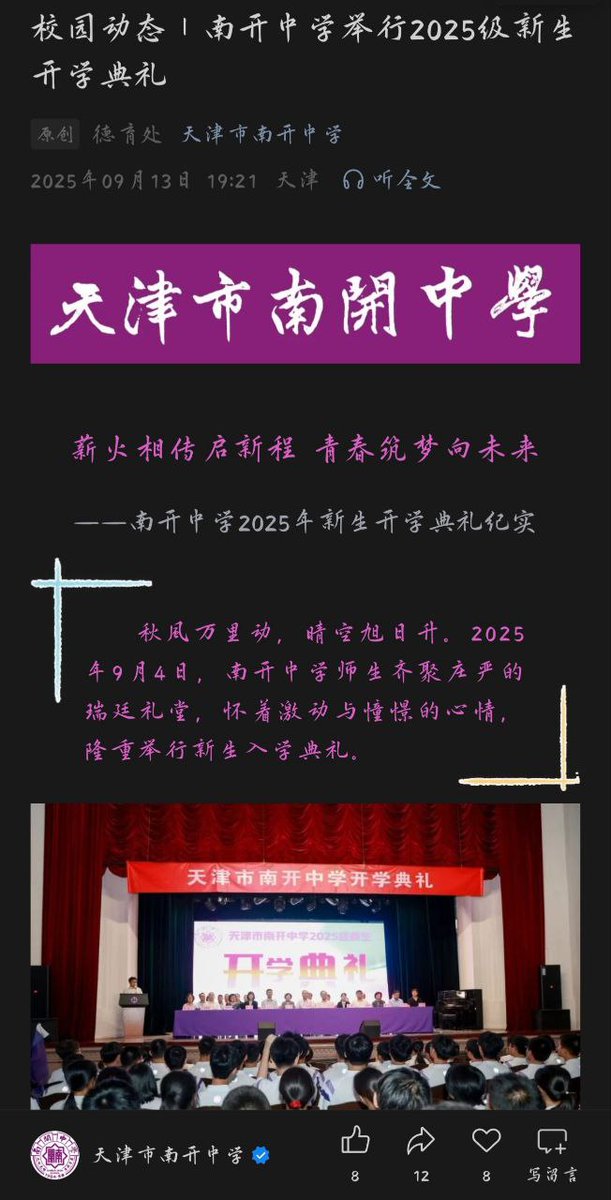 校园动态｜南开中学举行2025级新生
开学典礼
原创 德育处 天津市南开中学
2025年09月13日 19:21 天津 听全文
天津市南開中學
薪火相传启新程 青春筑梦向未来
——南开中学2025年新生开学典礼纪实
秋风万里动，晴空旭日升。2025
年9月4日，南开中学师生齐聚庄严的
瑞廷礼堂，怀着激动与憧憬的心情，
隆重举行新生入学典礼。
天津市南开中学开学典礼
天津市南开中学2025级新生
开学典礼
天津市南开中学
8 12 8 写留言